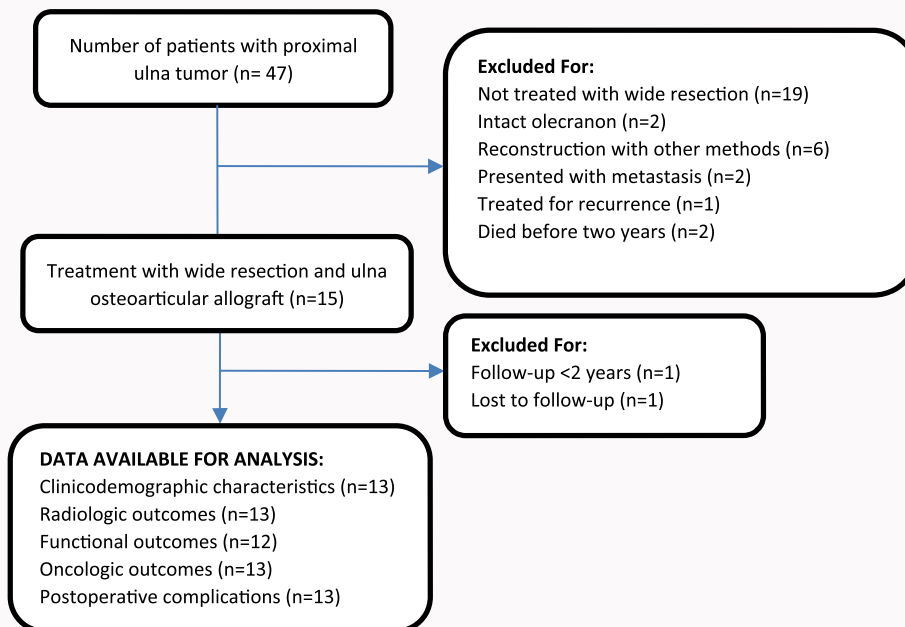 Number of patients with proximal
ulna tumor (n= 47)
Excluded For:
Not treated with wide resection (n=19)
Intact olecranon (n=2)
Reconstruction with other methods (n=6)
Presented with metastasis (n=2)
Treated for recurrence (n=1)
Died before two years (n=2)
Treatment with wide resection and ulna
osteoarticular allograft (n=15)
Excluded For:
Follow-up <2 years (n=1)
Lost to follow-up (n=1)
DATA AVAILABLE FOR ANALYSIS:
Clinicodemographic characteristics (n=13)
Radiologic outcomes (n=13)
Functional outcomes (n=12)
Oncologic outcomes (n=13)
Postoperative complications (n=13)